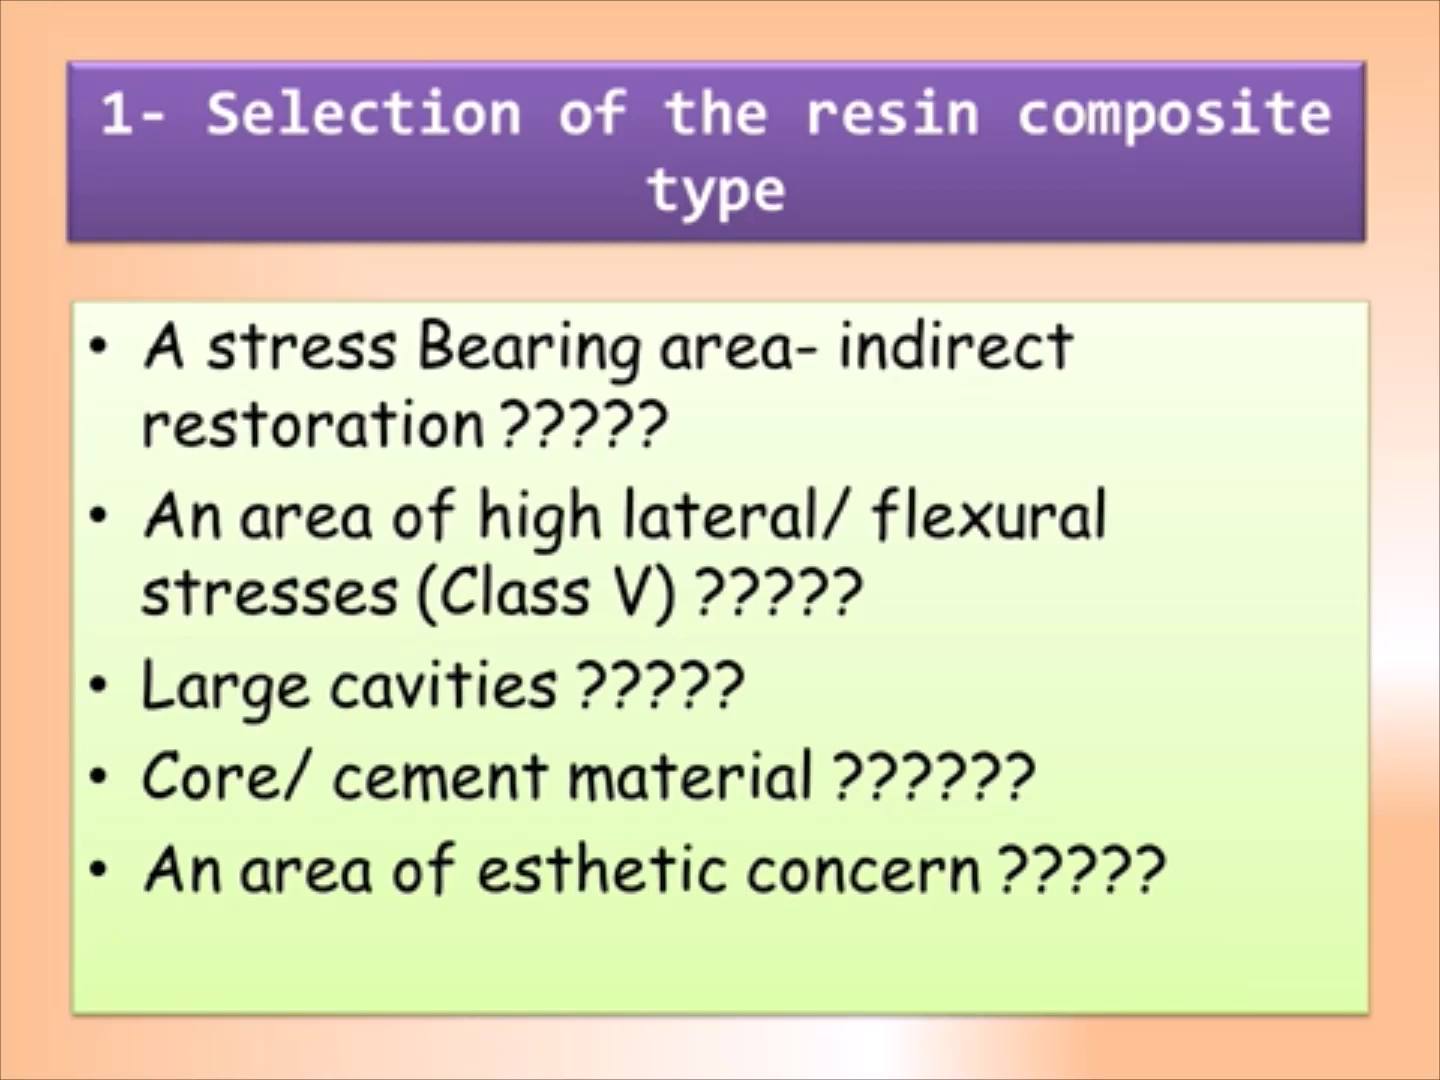 1- Selection of the resin composite
type
• A stress Bearing area- indirect
restoration ?????
• An area of high lateral/ flexural
stresses (Class V) ?????
• Large cavities ?????
• Core/ cement material ??????
• An area of esthetic concern ?????